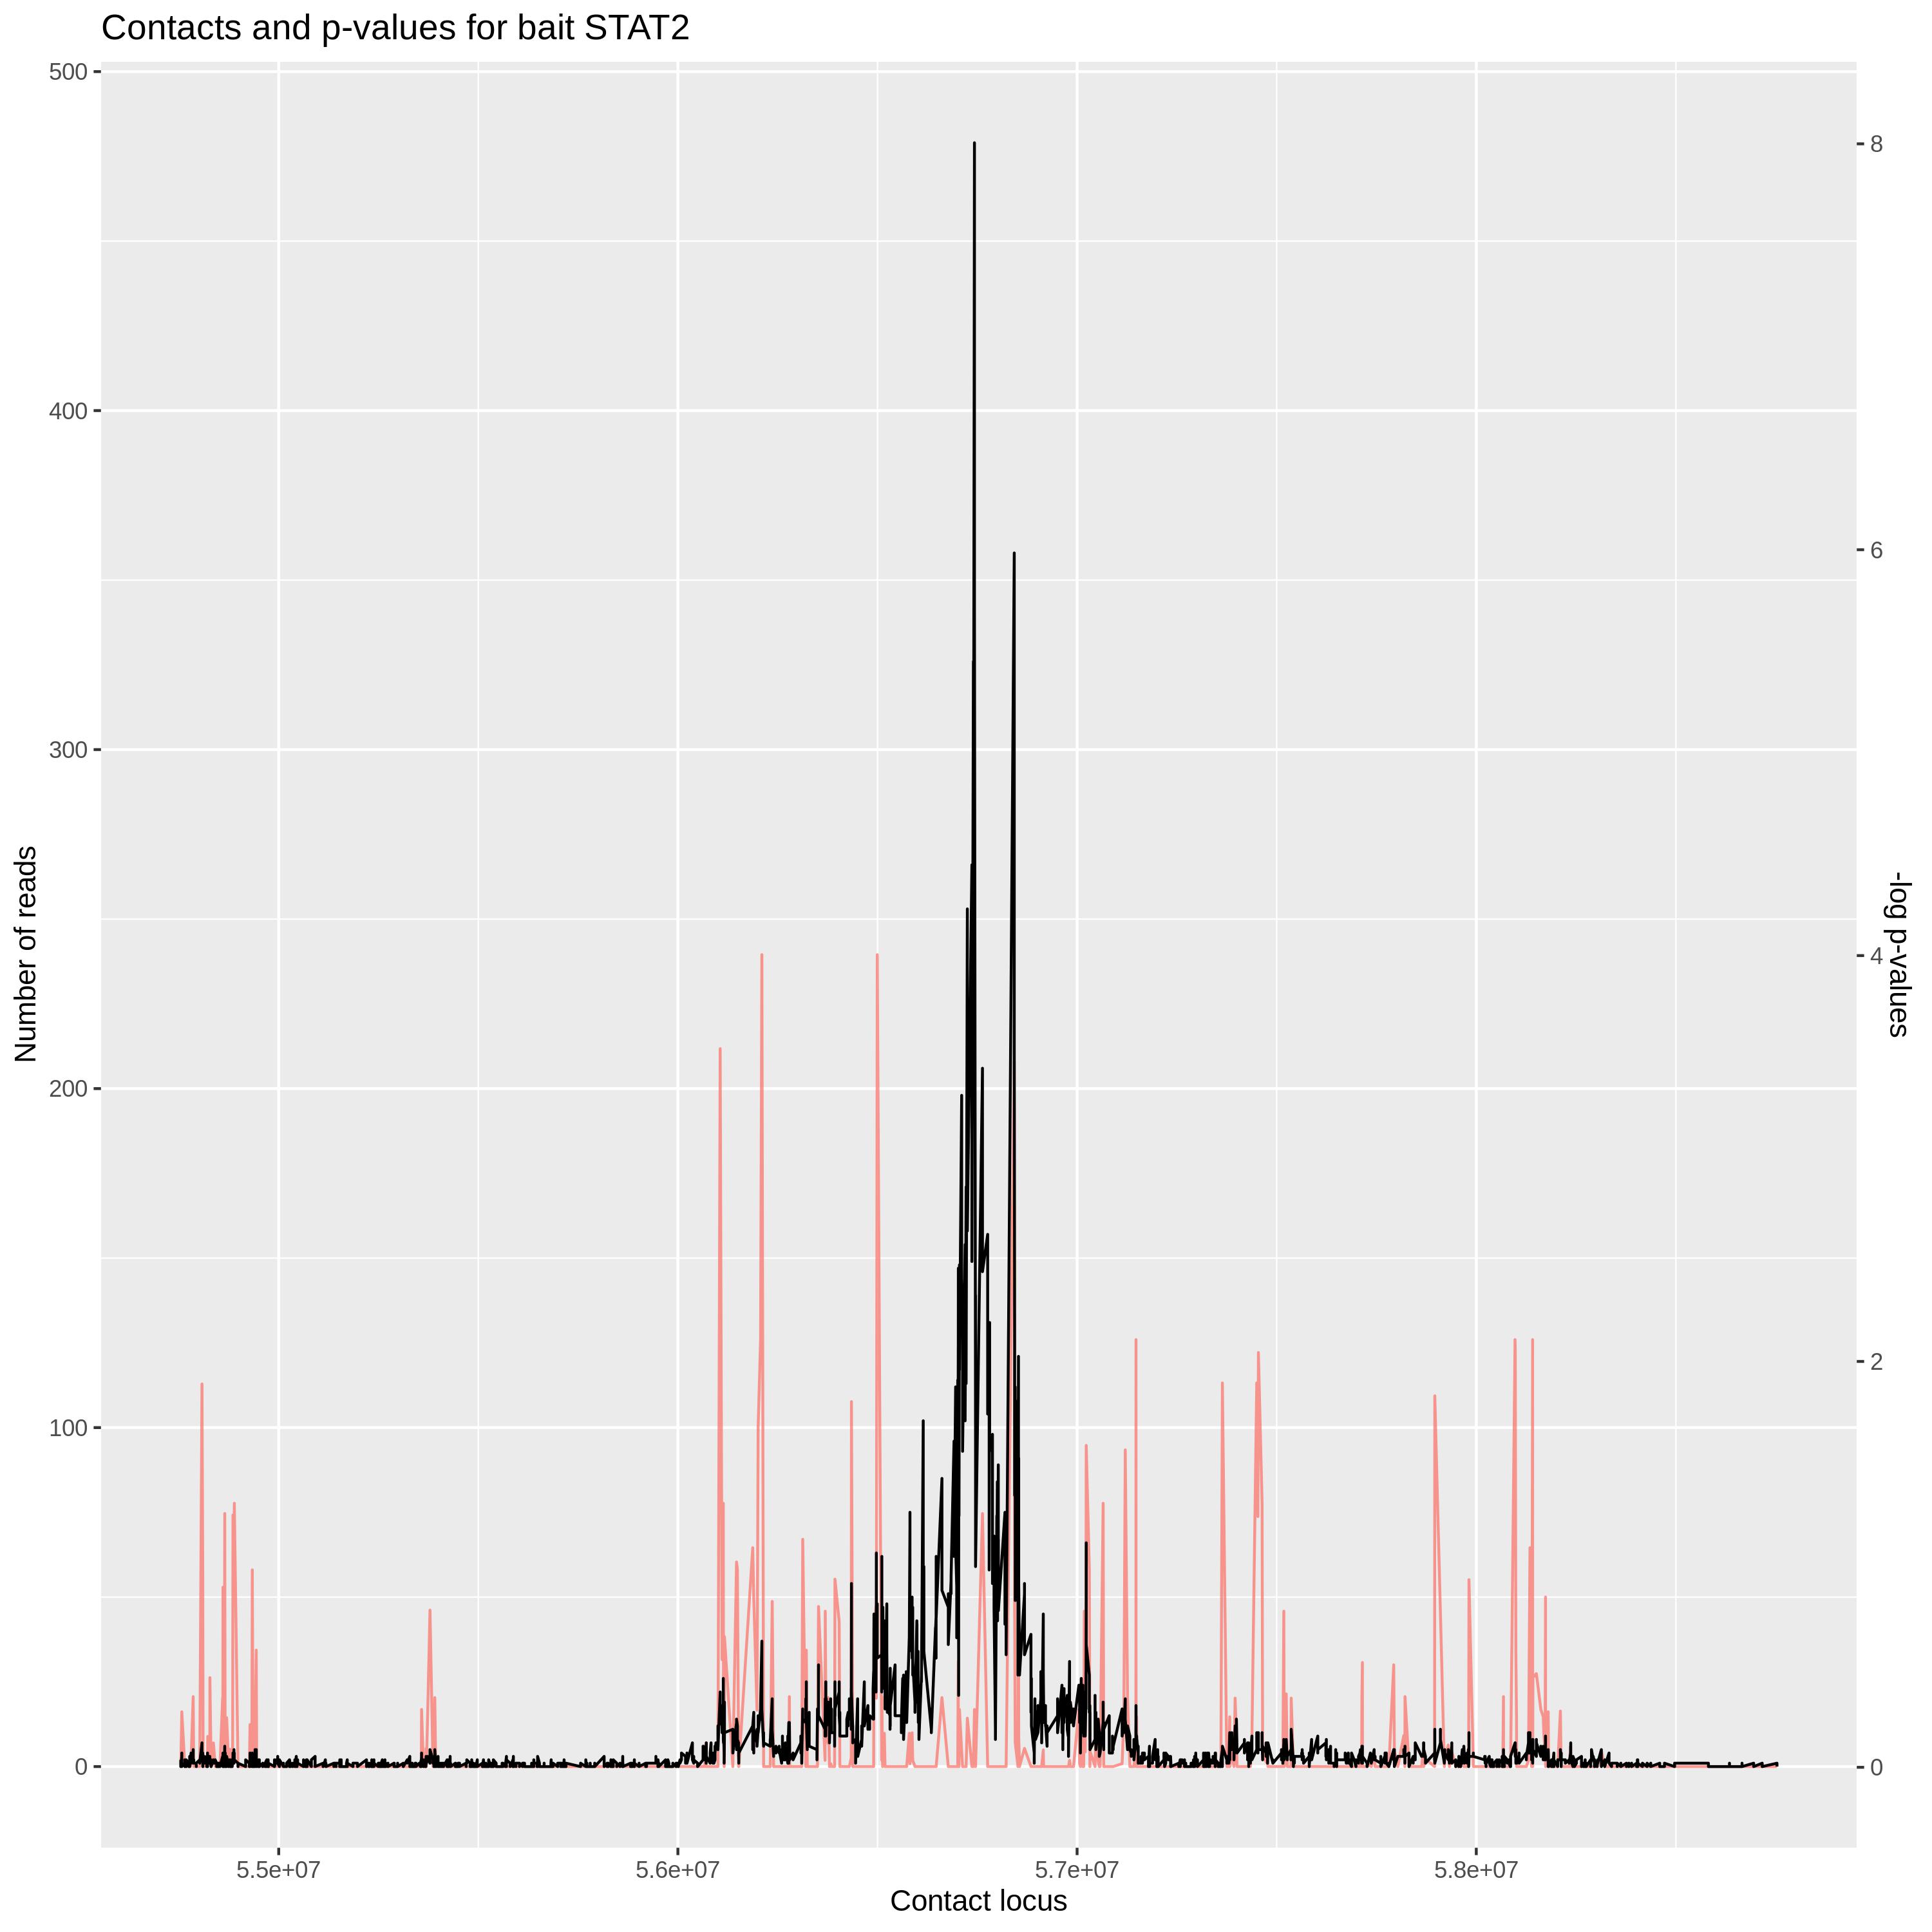 Contacts and p-values for bait STAT2
500
400
300
200
100
0
Number of reads
8
6
4
2
0
-log p-values
5.5e+07
5.6e+07
5.7e+07
5.8e+07
Contact locus